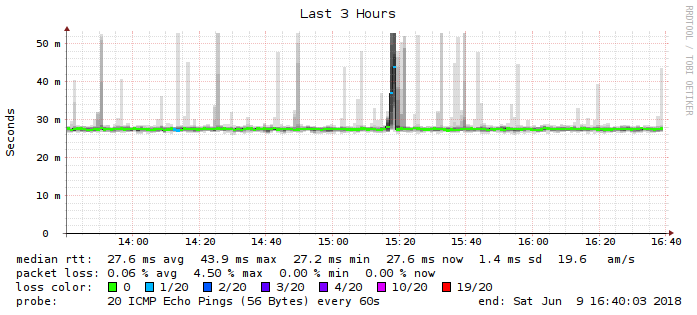 Last 3 Hours
RRDTOOL / TOBI OETIKER
Seconds
50 m
40 m
30 m
20 m
10 m
0
14:00 14:20 14:40 15:00 15:20 15:40 16:00 16:20 16:40
median rtt: 27.6 ms avg 43.9 ms max 27.2 ms min 27.6 ms now 1.4 ms sd 19.6 am/s
packet loss: 0.06 % avg 4.50 % max 0.00 % min 0.00 % now
loss color: 0 1/20 2/20 3/20 4/20 10/20 19/20
probe: 20 ICMP Echo Pings (56 Bytes) every 60s end: Sat Jun 9 16:40:03 2018